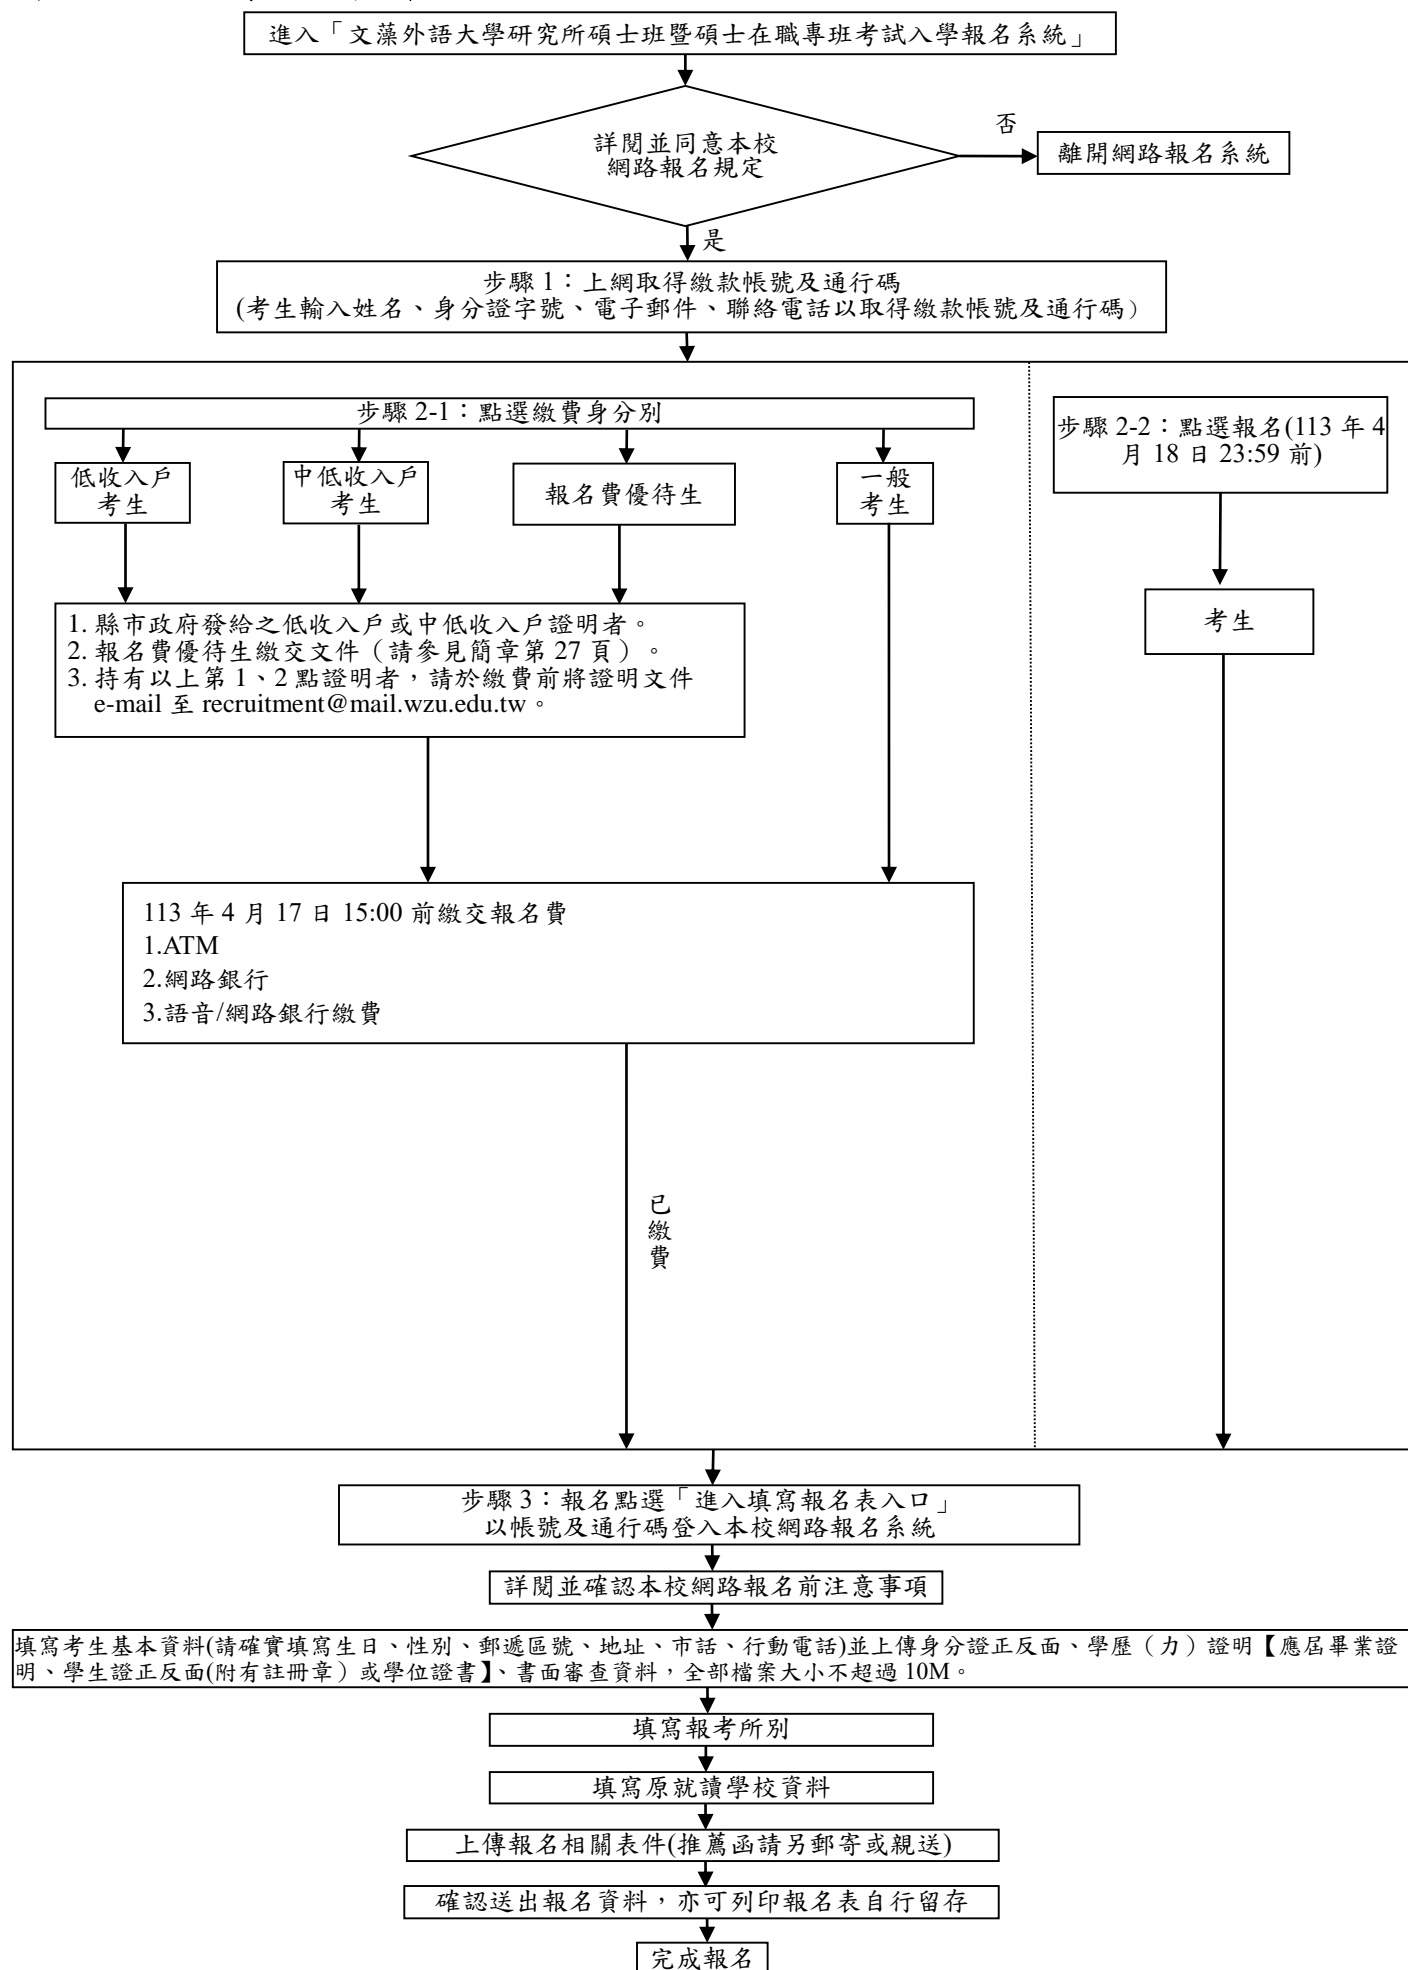 進入「文藻外語大學研究所碩士班暨碩士在職專班考試入學報名系統」
詳閱並同意本校
網路報名規定
否
離開網路報名系統
是
步驟 1：上網取得繳款帳號及通行碼
(考生輸入姓名、身分證字號、電子郵件、聯絡電話以取得繳款帳號及通行碼)
步驟 2-1：點選繳費身分別
低收入戶
考生
中低收入戶
考生
報名費優待生
一般
考生
1. 縣市政府發給之低收入戶或中低收入戶證明者。
2. 報名費優待生繳交文件（請參見簡章第 27 頁）。
3. 持有以上第 1、2 點證明者，請於繳費前將證明文件
e-mail 至 recruitment@mail.wzu.edu.tw。
113 年 4 月 17 日 15:00 前繳交報名費
1.ATM
2.網路銀行
3.語音/網路銀行繳費
已
繳
費
步驟 2-2：點選報名(113 年 4
月 18 日 23:59 前)
考生
步驟 3：報名點選「進入填寫報名表入口」
以帳號及通行碼登入本校網路報名系統
詳閱並確認本校網路報名前注意事項
填寫考生基本資料(請確實填寫生日、性別、郵遞區號、地址、市話、行動電話)並上傳身分證正反面、學歷（力）證明【應屆畢業證
明、學生證正反面(附有註冊章）或學位證書】、書面審查資料，全部檔案大小不超過 10M。
填寫報考所別
填寫原就讀學校資料
上傳報名相關表件(推薦函請另郵寄或親送)
確認送出報名資料，亦可列印報名表自行留存
完成報名